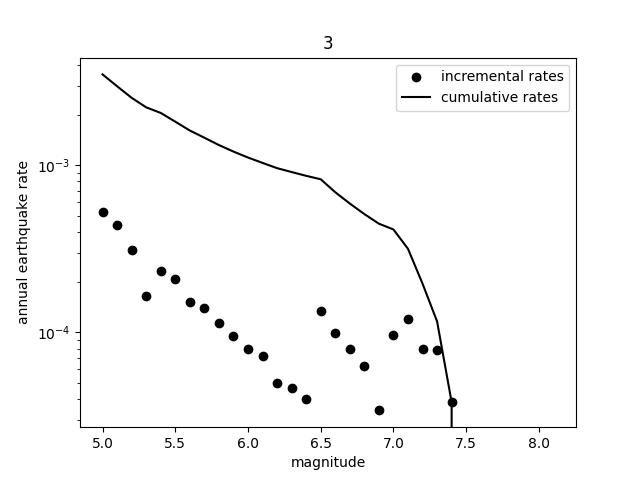 3
incremental rates
cumulative rates
annual earthquake rate
10⁻³
10⁻⁴
5.0 5.5 6.0 6.5 7.0 7.5 8.0
magnitude